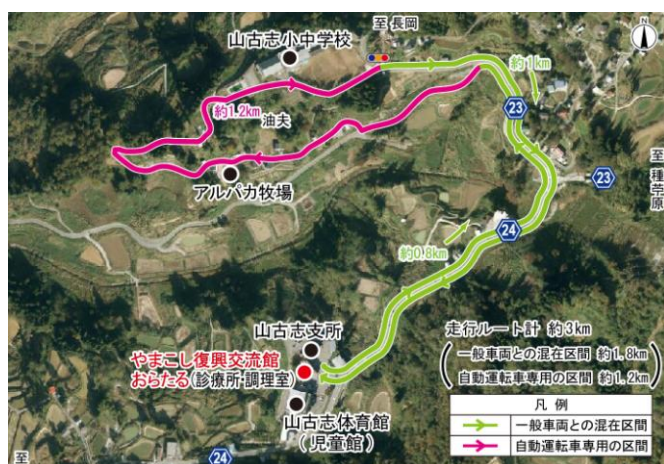 至 長岡
山古志小中学校
N
約1km
23
約1.2km
油夫
アルパカ牧場
23
至 種苧原
24
約0.8km
山古志支所
やまこし復興交流館
おらたる(診療所・調理室)
山古志体育館
(児童館)
走行ルート計 約3km
(一般車両との混在区間 約1.8km
自動運転車専用の区間 約1.2km)
凡 例
一般車両との混在区間
自動運転車専用の区間
至
24